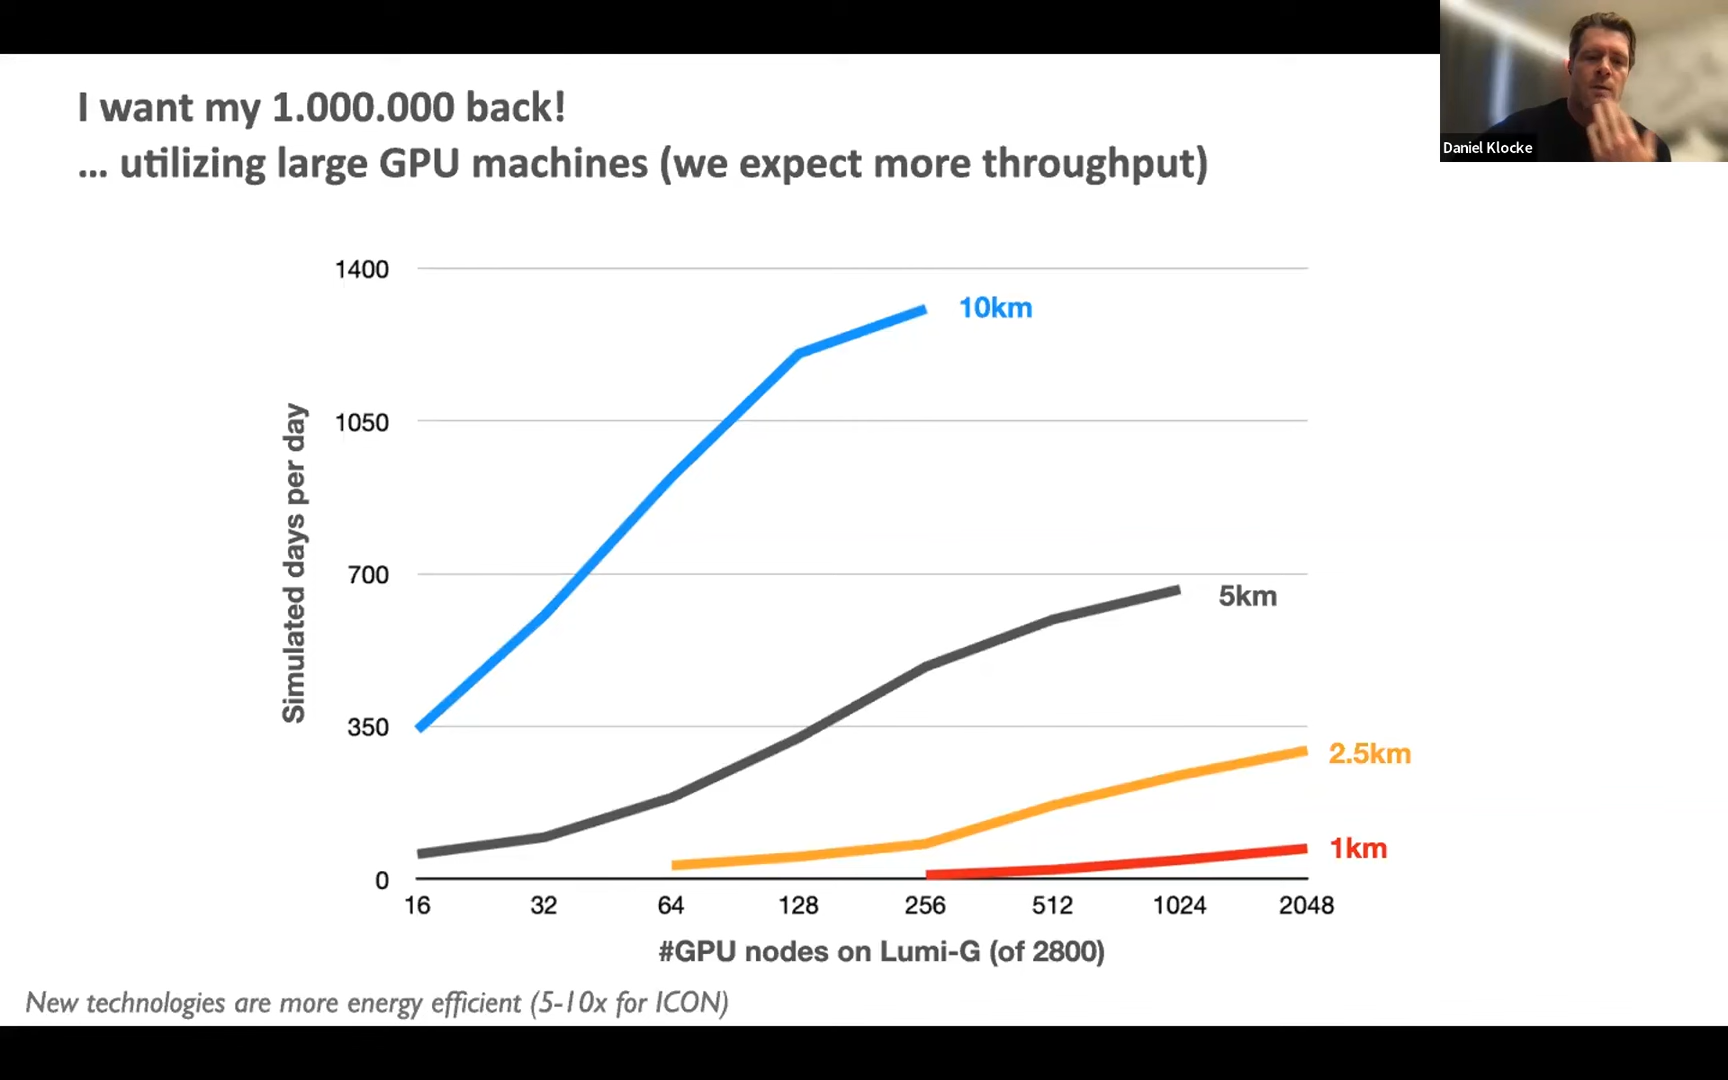 I want my 1.000.000 back!
... utilizing large GPU machines (we expect more throughput)
Daniel Klocke
1400
1050
700
350
0
Simulated days per day
10km
5km
2.5km
1km
16 32 64 128 256 512 1024 2048
#GPU nodes on Lumi-G (of 2800)
New technologies are more energy efficient (5-10x for ICON)